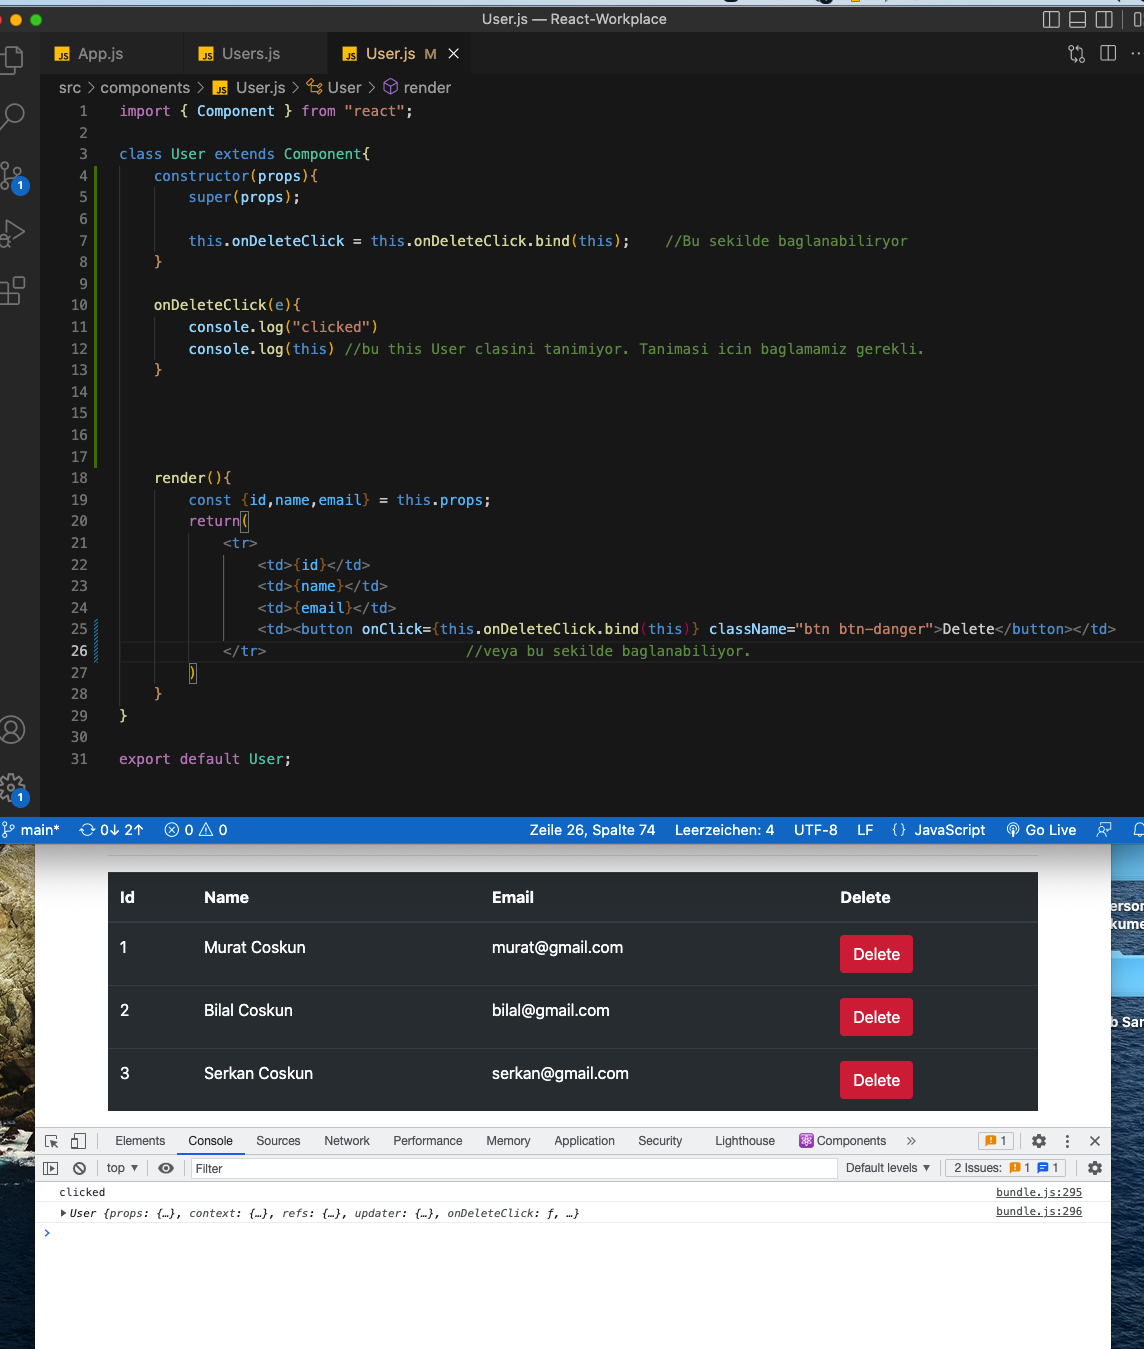 User.js — React-Workplace
App.js
Users.js
User.js M
src > components > User.js > User > render
1 import { Component } from "react";
2
3 class User extends Component{
4 constructor(props){
5 super(props);
6
7 this.onDeleteClick = this.onDeleteClick.bind(this); //Bu sekilde baglanabiliryor
8 }
9
10 onDeleteClick(e){
11 console.log("clicked")
12 console.log(this) //bu this User clasini tanimiyor. Tanimasi icin baglamamiz gerekli.
13 }
14
15
16
17
18 render(){
19 const {id,name,email} = this.props;
20 return(
21 <tr>
22 <td>{id}</td>
23 <td>{name}</td>
24 <td>{email}</td>
25 <td><button onClick={this.onDeleteClick.bind(this)} className="btn btn-danger">Delete</button></td>
26 </tr> //veya bu sekilde baglanabiliyor.
27 )
28 }
29 }
30
31 export default User;
1
1
main* 0↓ 2↑ 0 0 Zeile 26, Spalte 74 Leerzeichen: 4 UTF-8 LF {} JavaScript Go Live
Id Name Email Delete
1 Murat Coskun murat@gmail.com Delete
2 Bilal Coskun bilal@gmail.com Delete
3 Serkan Coskun serkan@gmail.com Delete
Elements Console Sources Network Performance Memory Application Security Lighthouse Components » 1
top ▼ Filter Default levels ▼ 2 Issues: 1 1
clicked bundle.js:295
▶ User {props: {…}, context: {…}, refs: {…}, updater: {…}, onDeleteClick: ƒ, …} bundle.js:296
>